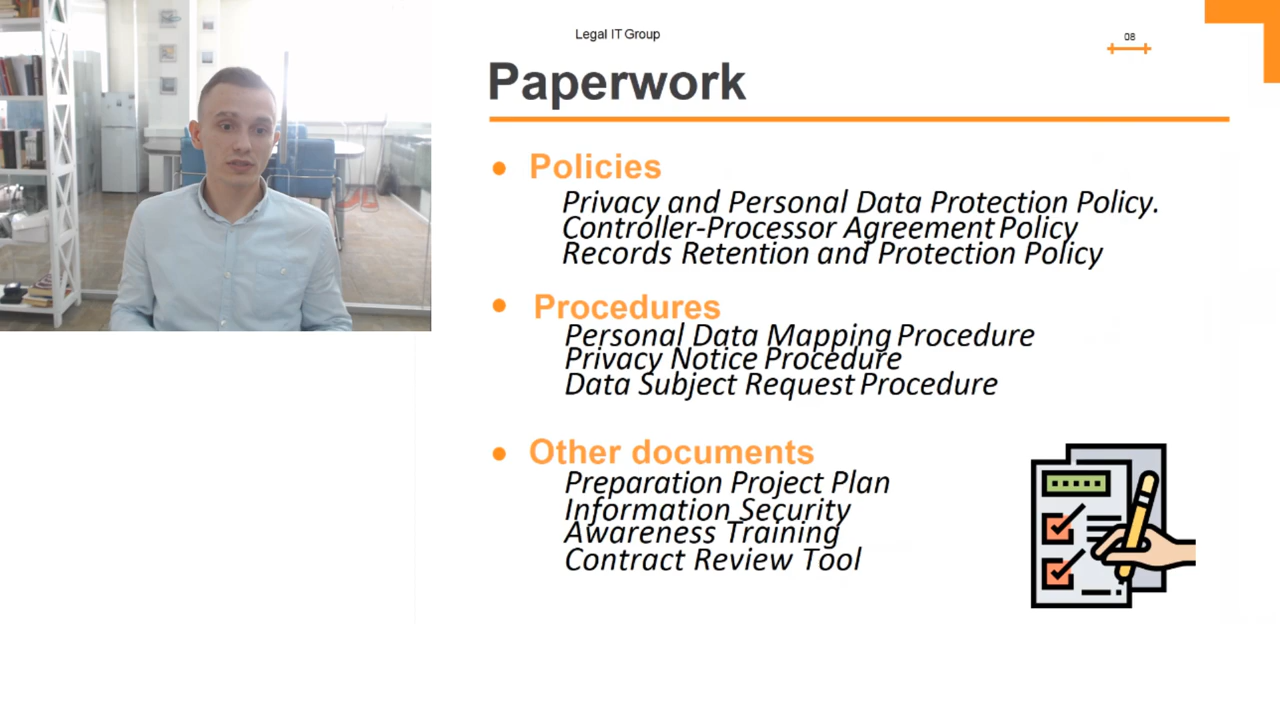 Legal IT Group
08
Paperwork
Policies
Privacy and Personal Data Protection Policy.
Controller-Processor Agreement Policy
Records Retention and Protection Policy
Procedures
Personal Data Mapping Procedure
Privacy Notice Procedure
Data Subject Request Procedure
Other documents
Preparation Project Plan
Information Security
Awareness Training
Contract Review Tool